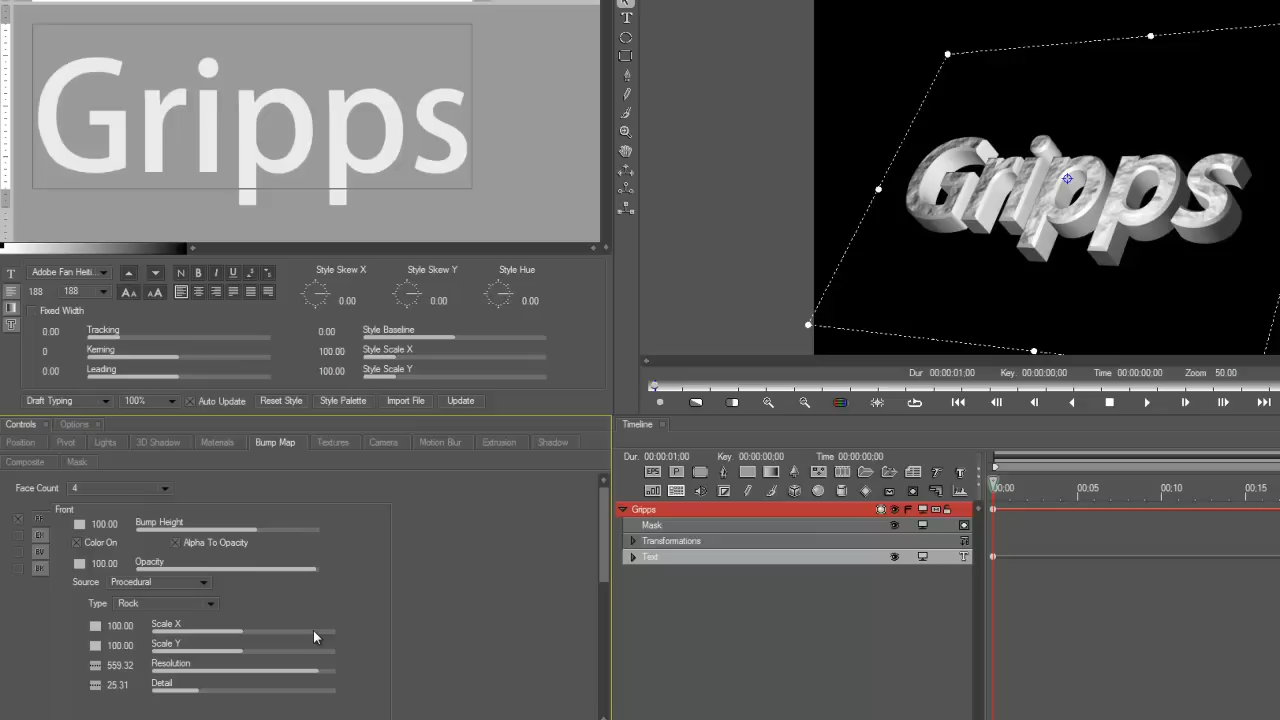 Gripps
Gripps
Adobe Fan Heiti...
N B I U
Style Skew X
Style Skew Y
Style Hue
188 188
0.00
0.00
0.00
Fixed Width
0.00 Tracking
0.00 Style Baseline
0 Kerning
100.00 Style Scale X
0.00 Leading
100.00 Style Scale Y
Draft Typing 100% Auto Update Reset Style Style Palette Import File Update
Dur 00:00:01;00 Key. 00:00:00;00 Time 00:00:00;00 Zoom 50.00
Controls Options
Position Pivot Lights 3D Shadow Materials Bump Map Textures Camera Motion Blur Extrusion Shadow
Composite Mask
Face Count 4
Front
100.00 Bump Height
Color On Alpha To Opacity
100.00 Opacity
Source Procedural
Type Rock
100.00 Scale X
100.00 Scale Y
559.32 Resolution
25.31 Detail
FR
EX
BV
BK
Timeline
Dur. 00:00:01;00 Key 00:00:00;00 Time 00:00:00;00
EPS P
00;00 00;05 00;10 00;15
Gripps
Mask
Transformations
Text